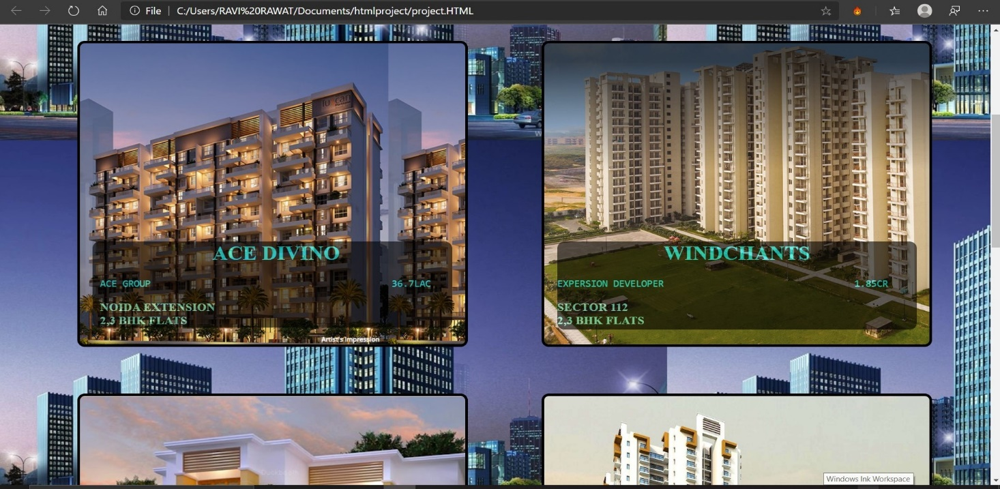 File
C:/Users/RAVI%20RAWAT/Documents/htmlproject/project.HTML
ACE DIVINO
ACE GROUP 36.7LAC
NOIDA EXTENSION
2,3 BHK FLATS
Artist's Impression
WINDCHANTS
EXPERSION DEVELOPER 1.85CR
SECTOR 112
2,3 BHK FLATS
Windows Ink Workspace